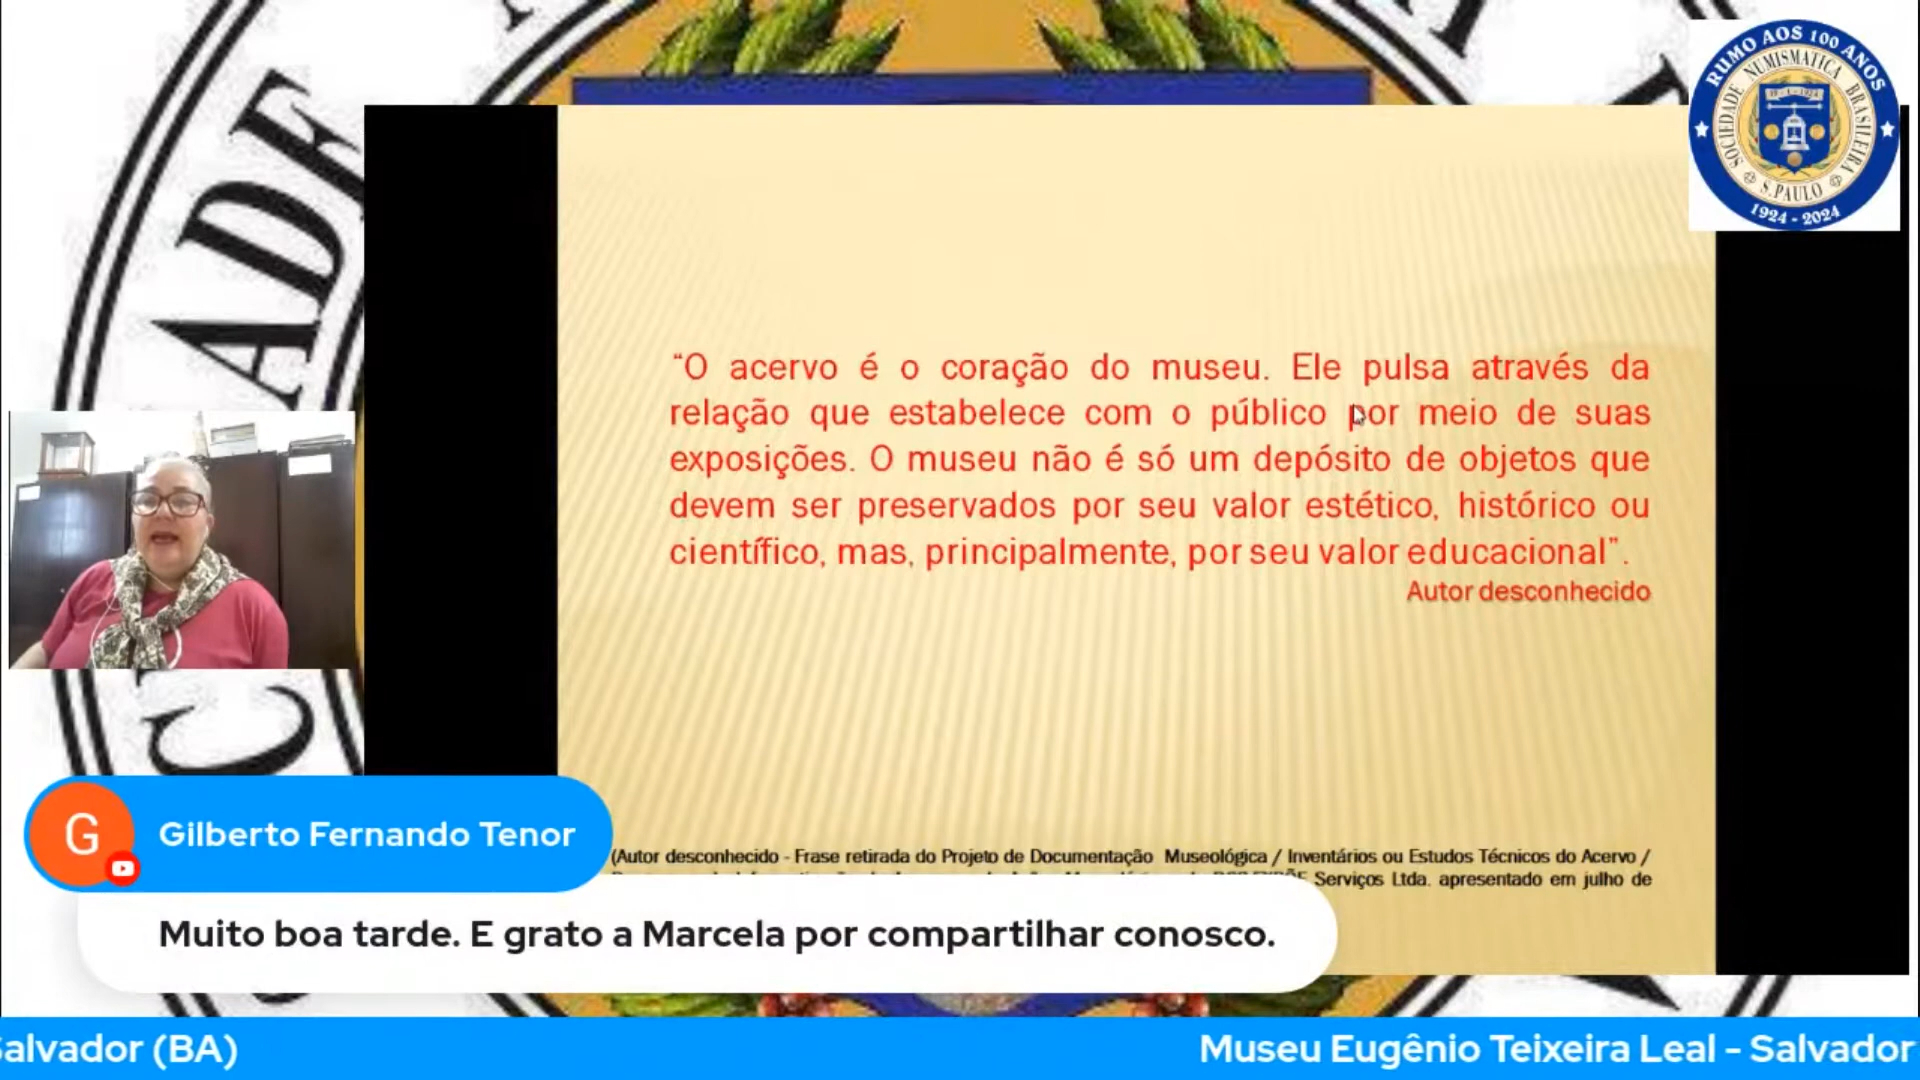 RUMO AOS 100 ANOS
SOCIEDADE NUMISMATICA BRASILEIRA
S. PAULO
1924 - 2024
ADE
“O acervo é o coração do museu. Ele pulsa através da
relação que estabelece com o público por meio de suas
exposições. O museu não é só um depósito de objetos que
devem ser preservados por seu valor estético, histórico ou
científico, mas, principalmente, por seu valor educacional”.
Autor desconhecido
G
Gilberto Fernando Tenor
(Autor desconhecido - Frase retirada do Projeto de Documentação Museológica / Inventários ou Estudos Técnicos do Acervo /
Serviços Ltda. apresentado em julho de
Muito boa tarde. E grato a Marcela por compartilhar conosco.
Salvador (BA)
Museu Eugênio Teixeira Leal - Salvador